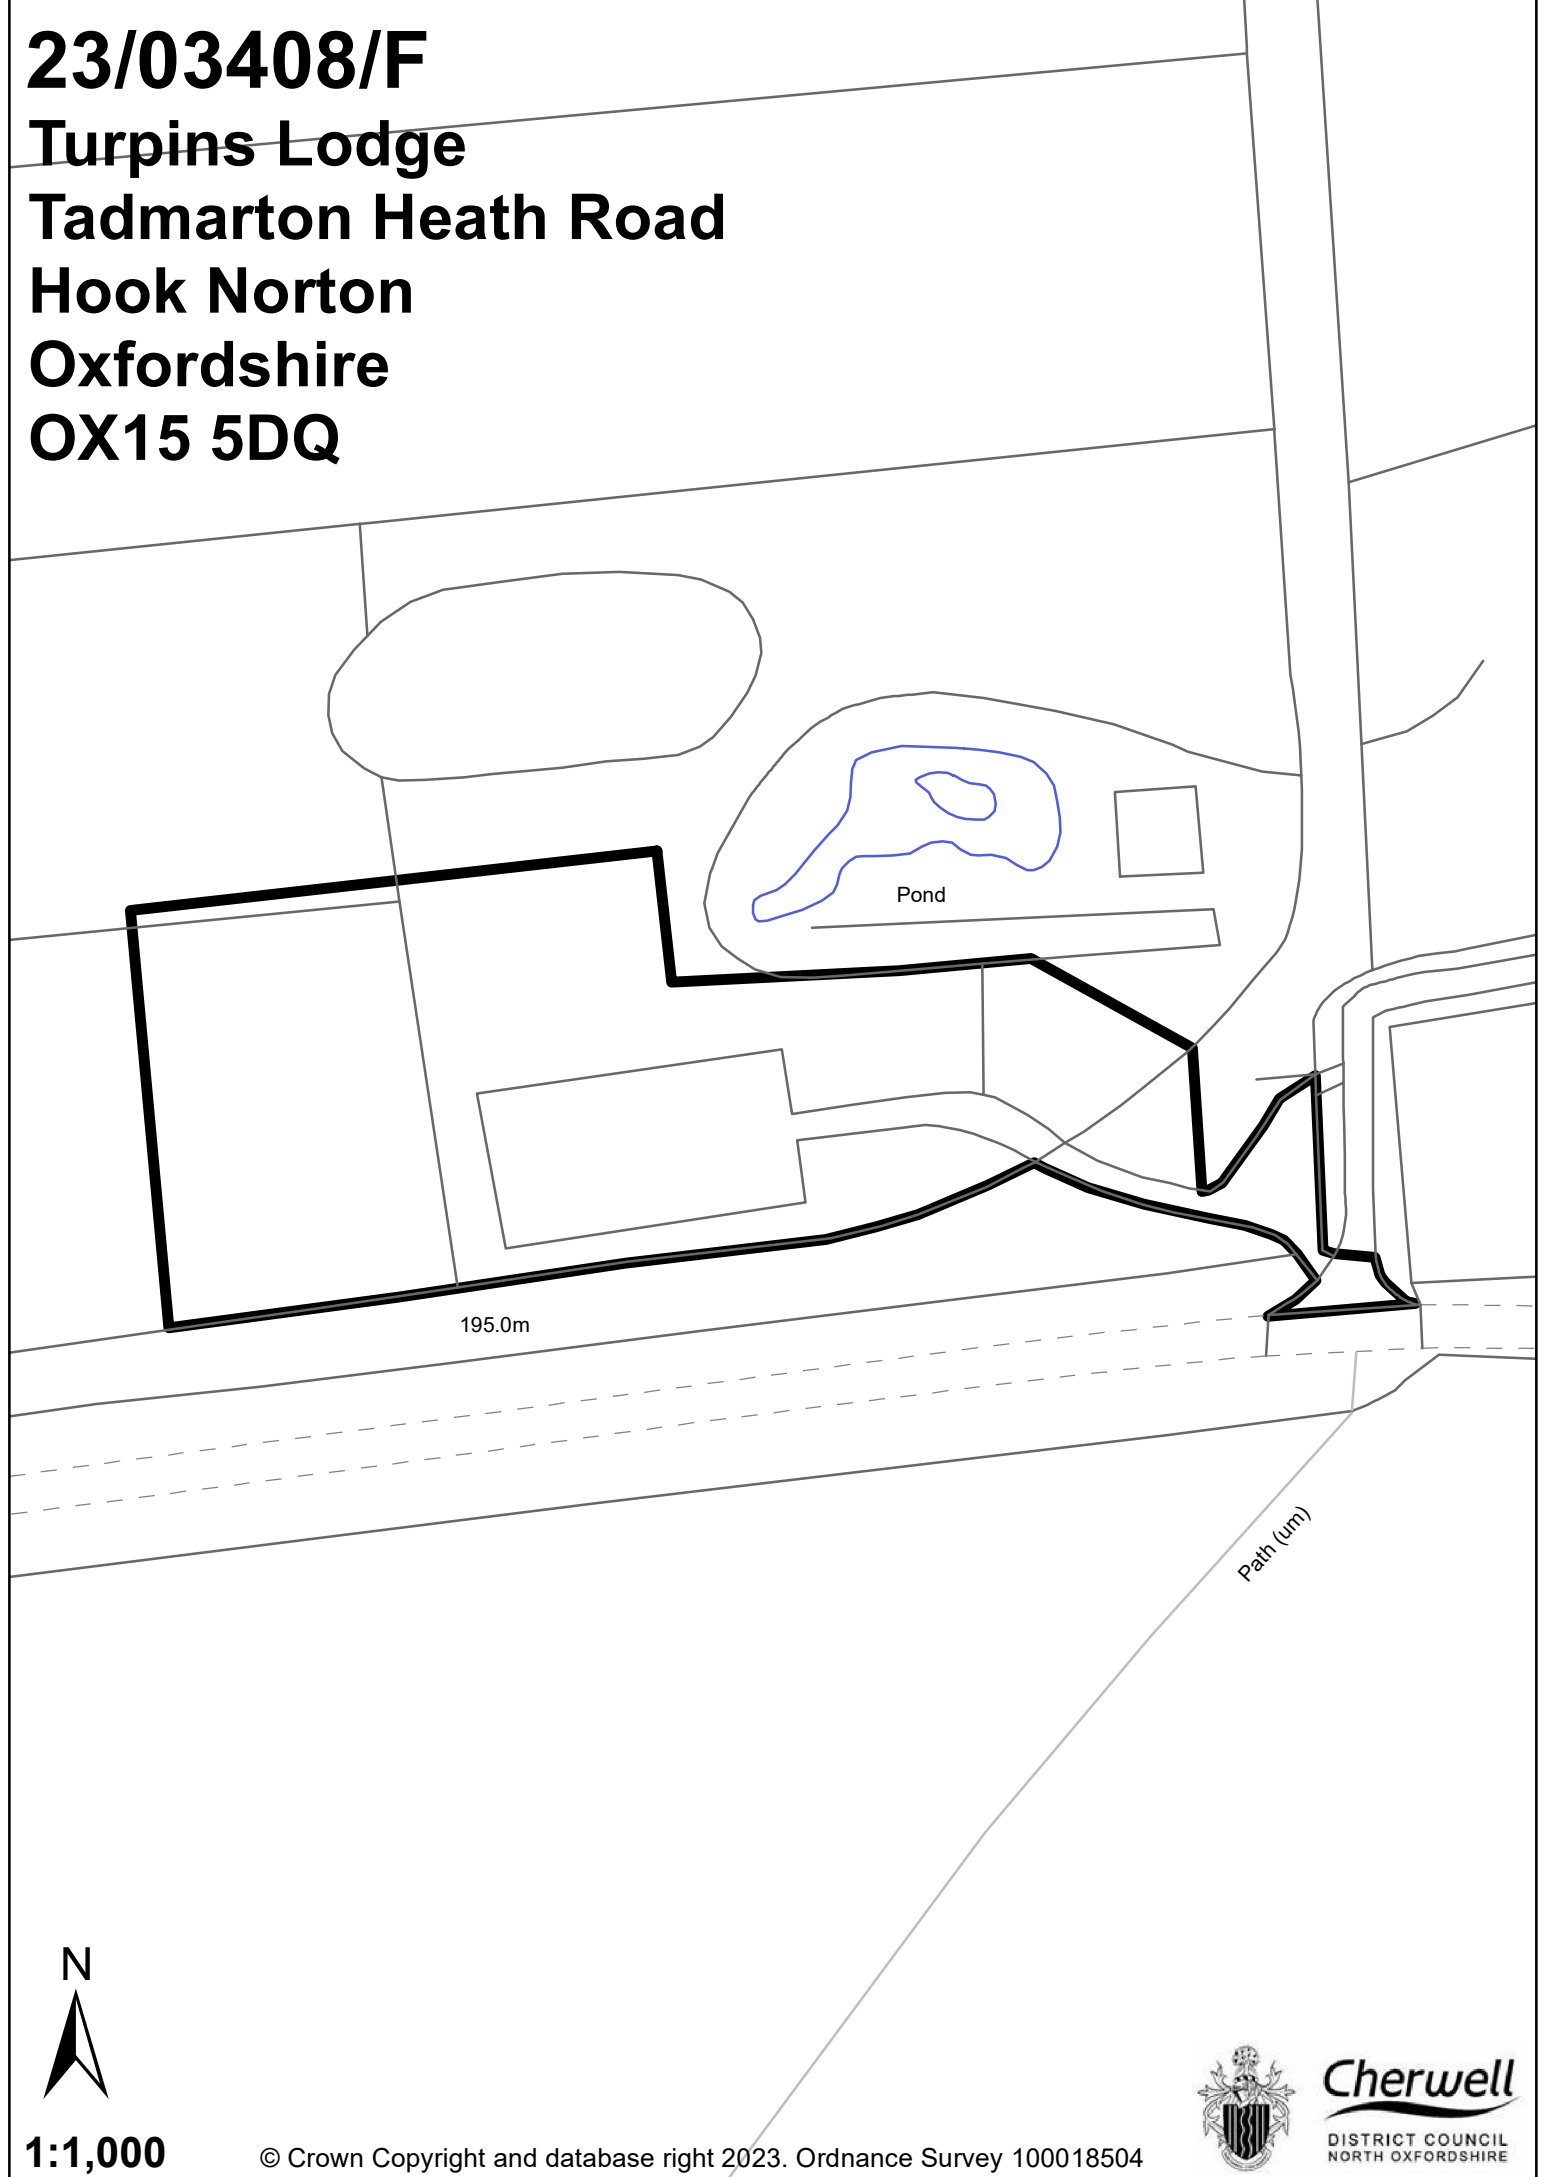 23/03408/F
Turpins Lodge
Tadmarton Heath Road
Hook Norton
Oxfordshire
OX15 5DQ
Pond
195.0m
Path (um)
N
1:1,000
© Crown Copyright and database right 2023. Ordnance Survey 100018504
Cherwell
DISTRICT COUNCIL
NORTH OXFORDSHIRE